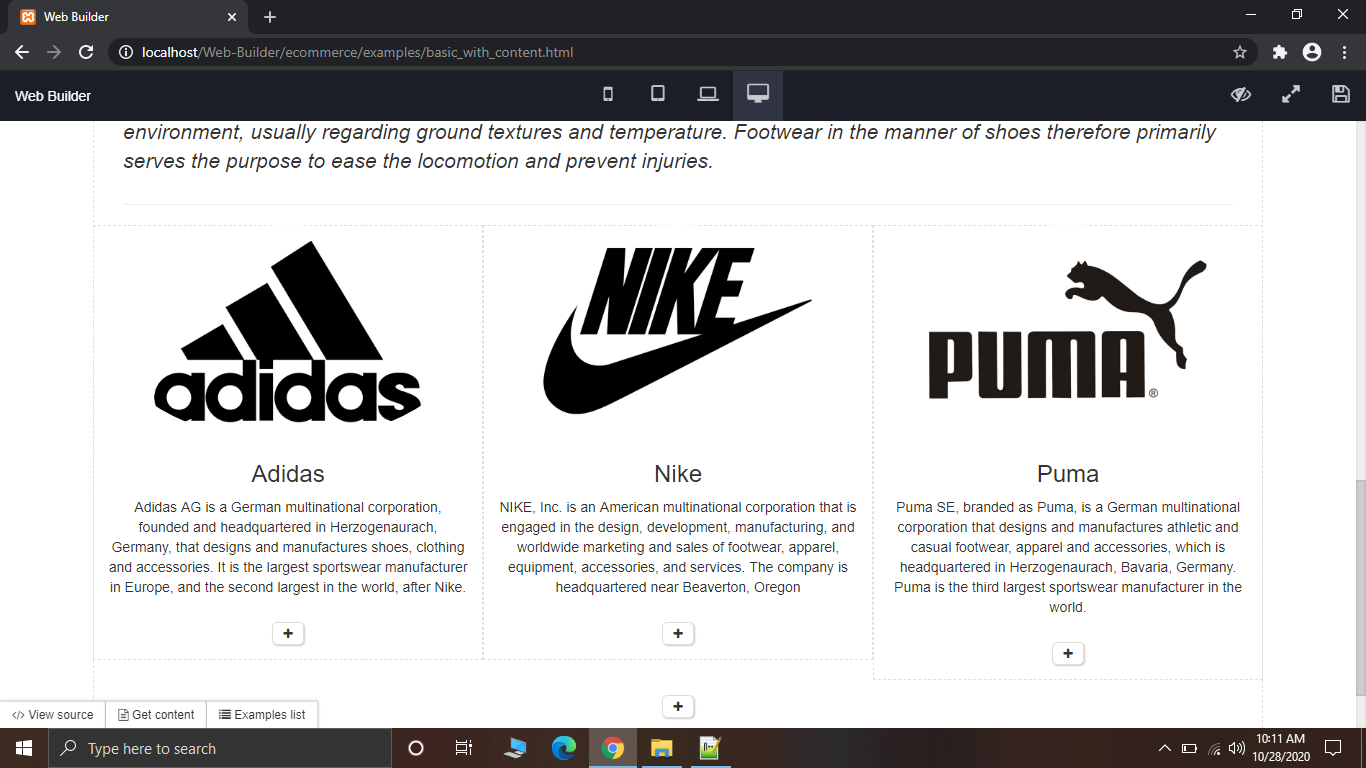 Web Builder
localhost/Web-Builder/ecommerce/examples/basic_with_content.html
Web Builder
environment, usually regarding ground textures and temperature. Footwear in the manner of shoes therefore primarily
serves the purpose to ease the locomotion and prevent injuries.
adidas
NIKE
PUMA
®
Adidas
Adidas AG is a German multinational corporation,
founded and headquartered in Herzogenaurach,
Germany, that designs and manufactures shoes, clothing
and accessories. It is the largest sportswear manufacturer
in Europe, and the second largest in the world, after Nike.
Nike
NIKE, Inc. is an American multinational corporation that is
engaged in the design, development, manufacturing, and
worldwide marketing and sales of footwear, apparel,
equipment, accessories, and services. The company is
headquartered near Beaverton, Oregon
Puma
Puma SE, branded as Puma, is a German multinational
corporation that designs and manufactures athletic and
casual footwear, apparel and accessories, which is
headquartered in Herzogenaurach, Bavaria, Germany.
Puma is the third largest sportswear manufacturer in the
world.
</> View source
Get content
Examples list
Type here to search
10:11 AM
10/28/2020